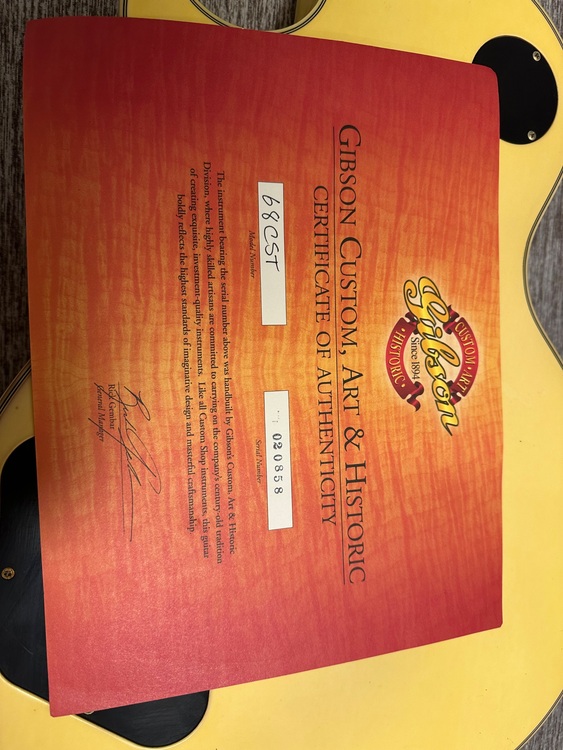 CUSTOM · ART
Gibson
Since 1894
· HISTORIC ·
GIBSON CUSTOM, ART & HISTORIC
CERTIFICATE OF AUTHENTICITY
68CST
020858
Model Number
Serial Number
The instrument bearing the serial number above was handbuilt by Gibson's Custom, Art & Historic
Division, where highly skilled artisans are committed to carrying on the company's century-old tradition
of creating exquisite, investment-quality instruments. Like all Custom Shop instruments, this guitar
boldly reflects the highest standards of imaginative design and masterful craftsmanship.
Rick Gembar
General Manager